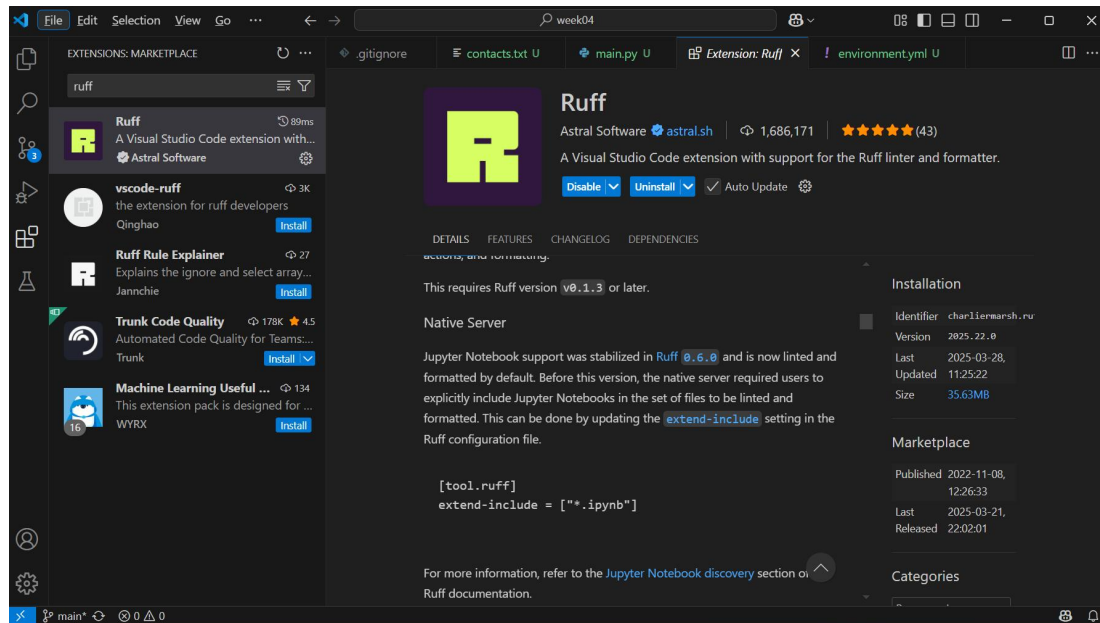 File Edit Selection View Go ··· week04
EXTENSIONS: MARKETPLACE
ruff
Ruff 89ms
A Visual Studio Code extension with...
Astral Software
vscode-ruff 3K
the extension for ruff developers
Qinghao Install
Ruff Rule Explainer 27
Explains the ignore and select array...
Jannchie Install
Trunk Code Quality 178K 4.5
Automated Code Quality for Teams:...
Trunk Install
Machine Learning Useful ... 134
This extension pack is designed for ...
WYRX Install
16
3
.gitignore contacts.txt U main.py U Extension: Ruff environment.yml U
Ruff
Astral Software astral.sh 1,686,171 (43)
A Visual Studio Code extension with support for the Ruff linter and formatter.
Disable Uninstall Auto Update
DETAILS FEATURES CHANGELOG DEPENDENCIES
actions, and formatting.
This requires Ruff version v0.1.3 or later.
Native Server
Jupyter Notebook support was stabilized in Ruff 0.6.0 and is now linted and
formatted by default. Before this version, the native server required users to
explicitly include Jupyter Notebooks in the set of files to be linted and
formatted. This can be done by updating the extend-include setting in the
Ruff configuration file.
[tool.ruff]
extend-include = ["*.ipynb"]
For more information, refer to the Jupyter Notebook discovery section of
Ruff documentation.
Installation
Identifier charliermarsh.ru
Version 2025.22.0
Last 2025-03-28,
Updated 11:25:22
Size 35.63MB
Marketplace
Published 2022-11-08,
12:26:33
Last 2025-03-21,
Released 22:02:01
Categories
main* 0 0